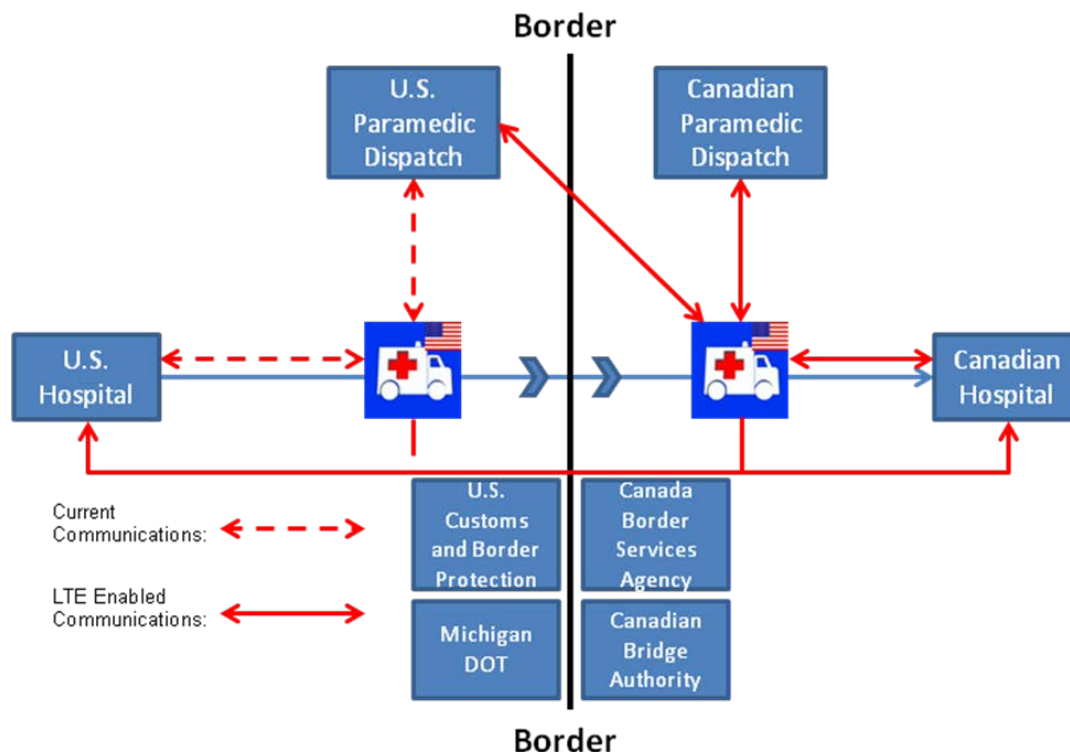 Border
U.S.
Paramedic
Dispatch
Canadian
Paramedic
Dispatch
U.S.
Hospital
Canadian
Hospital
Current
Communications:
LTE Enabled
Communications:
U.S.
Customs
and Border
Protection
Canada
Border
Services
Agency
Michigan
DOT
Canadian
Bridge
Authority
Border